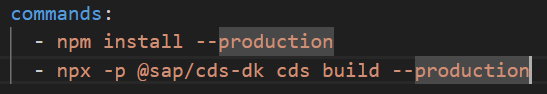 commands:
- npm install --production
- npx -p @sap/cds-dk cds build --production